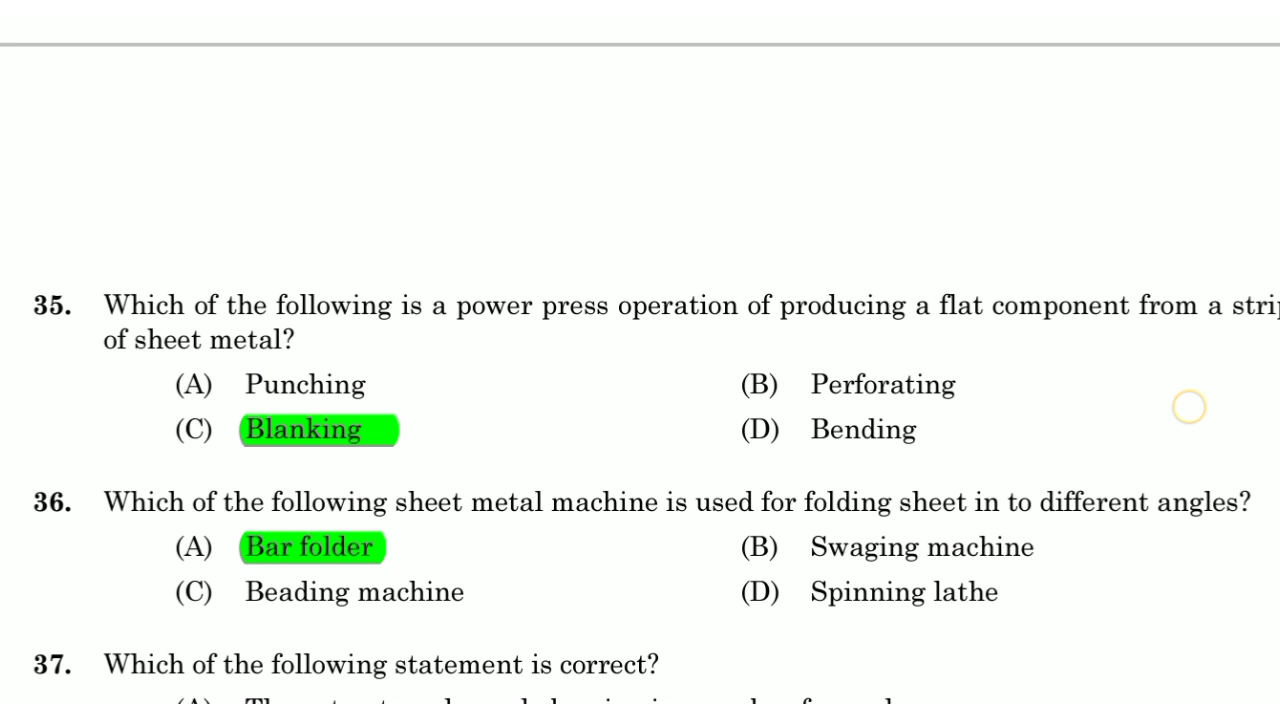 35. Which of the following is a power press operation of producing a flat component from a
of sheet metal?
(A) Punching (B) Perforating
(C) Blanking (D) Bending
36. Which of the following sheet metal machine is used for folding sheet in to different angles?
(A) Bar folder (B) Swaging machine
(C) Beading machine (D) Spinning lathe
37. Which of the following statement is correct?